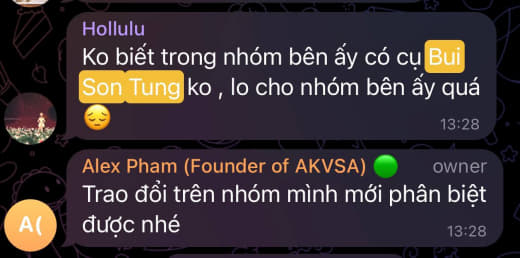 Hollulu
Ko biết trong nhóm bên ấy có cụ Bui
Son Tung ko , lo cho nhóm bên ấy quá
😔
13:28
Alex Pham (Founder of AKVSA) 🟢 owner
Trao đổi trên nhóm mình mới phân biệt
được nhé
13:28
A(